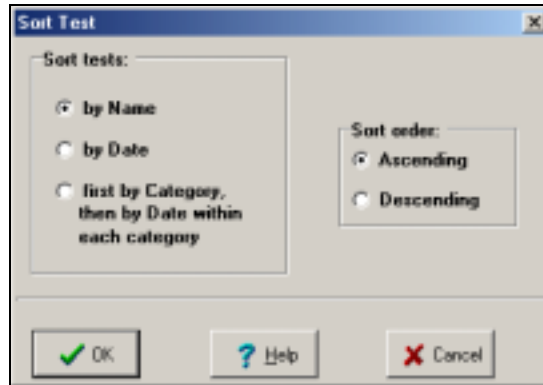 Sort Test
Sort tests:
by Name
by Date
first by Category,
then by Date within
each category
Sort order:
Ascending
Descending
OK
Help
Cancel